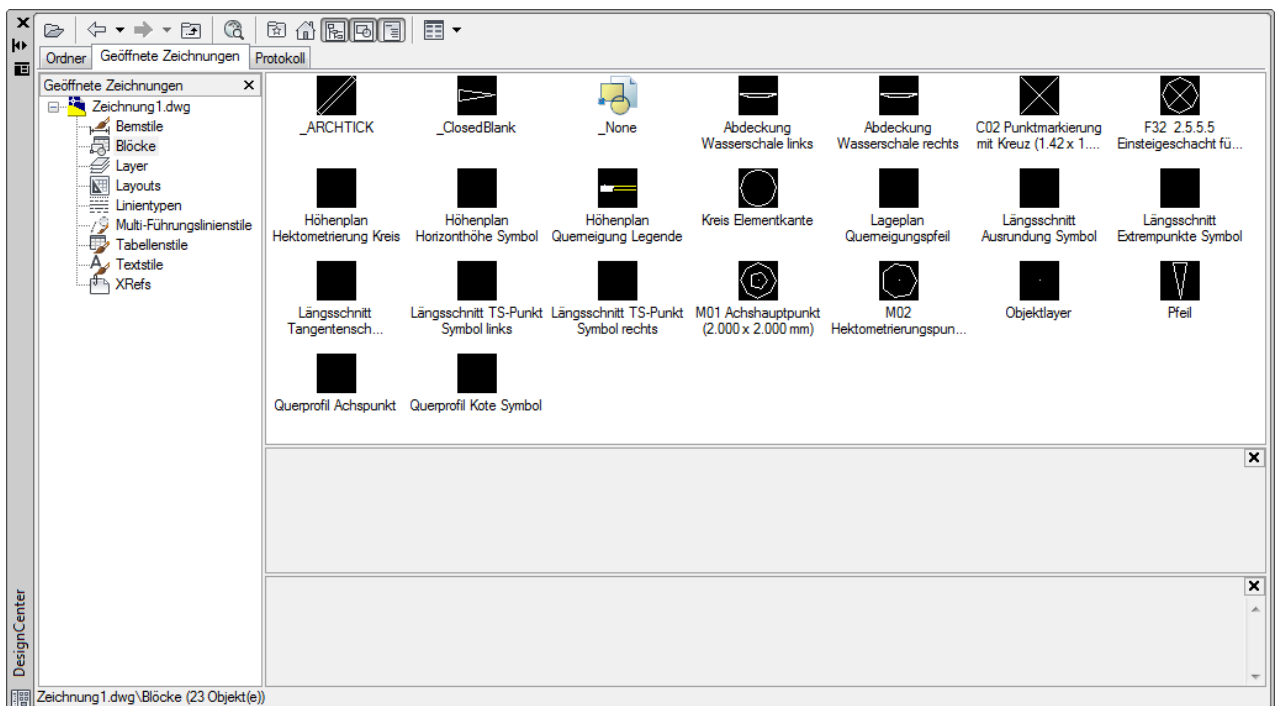 Ordner Geöffnete Zeichnungen Protokoll
Geöffnete Zeichnungen
Zeichnung1.dwg
Bemstile
Blöcke
Layer
Layouts
Linientypen
Multi-Führungslinienstile
Tabellenstile
Textstile
XRefs
_ARCHTICK
_ClosedBlank
_None
Abdeckung
Wasserschale links
Abdeckung
Wasserschale rechts
C02 Punktmarkierung
mit Kreuz (1.42 x 1....
F32 2.5.5.5
Einsteigeschacht fü...
Höhenplan
Hektometrierung Kreis
Höhenplan
Horizonthöhe Symbol
Höhenplan
Querneigung Legende
Kreis Elementkante
Lageplan
Querneigungspfeil
Längsschnitt
Ausrundung Symbol
Längsschnitt
Extrempunkte Symbol
Längsschnitt
Tangentensch...
Längsschnitt TS-Punkt
Symbol links
Längsschnitt TS-Punkt
Symbol rechts
M01 Achshauptpunkt
(2.000 x 2.000 mm)
M02
Hektometrierungspun...
Objektlayer
Pfeil
Querprofil Achspunkt
Querprofil Kote Symbol
DesignCenter
Zeichnung1.dwg\Blöcke (23 Objekt(e))